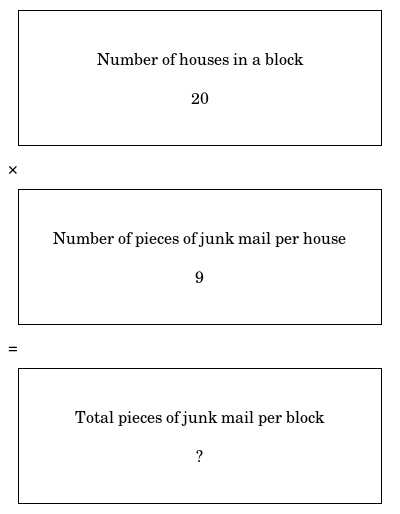 Number of houses in a block
20
×
Number of pieces of junk mail per house
9
=
Total pieces of junk mail per block
?